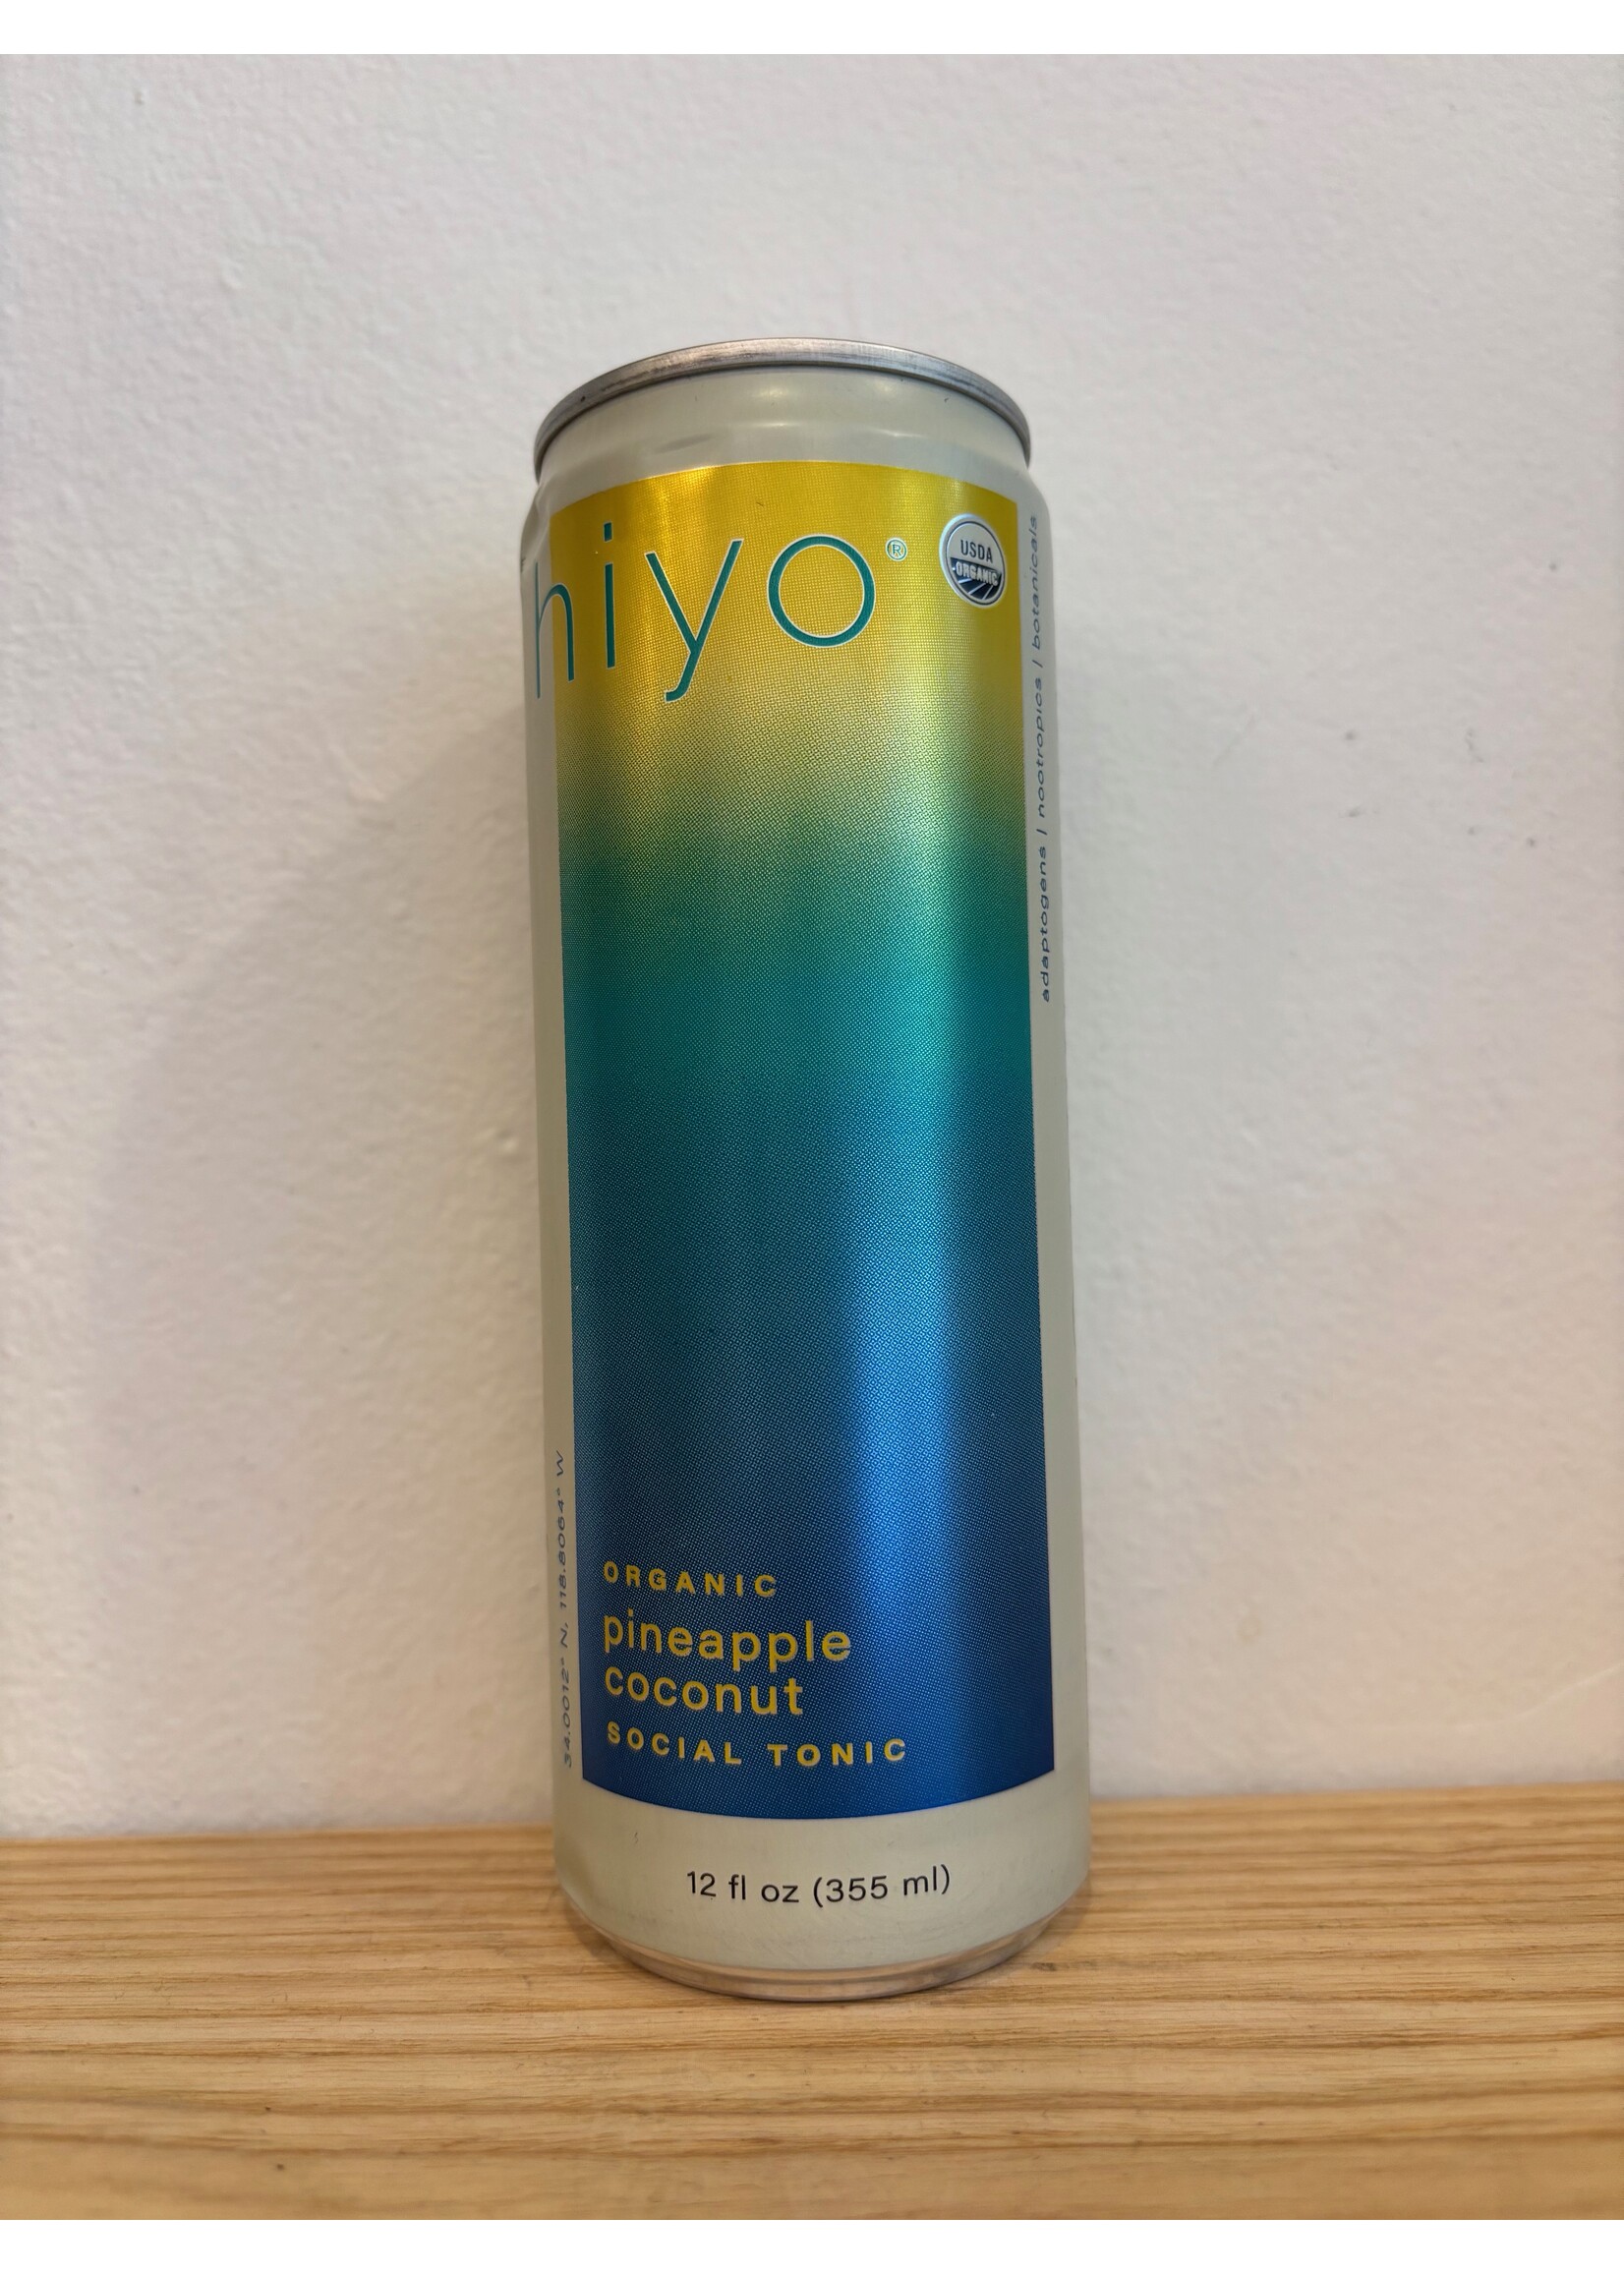 hiyo®
USDA
ORGANIC
adaptogens / nootropics / botanicals
34.0012° N, 118.8064° W
ORGANIC
pineapple
coconut
SOCIAL TONIC
12 fl oz (355 ml)